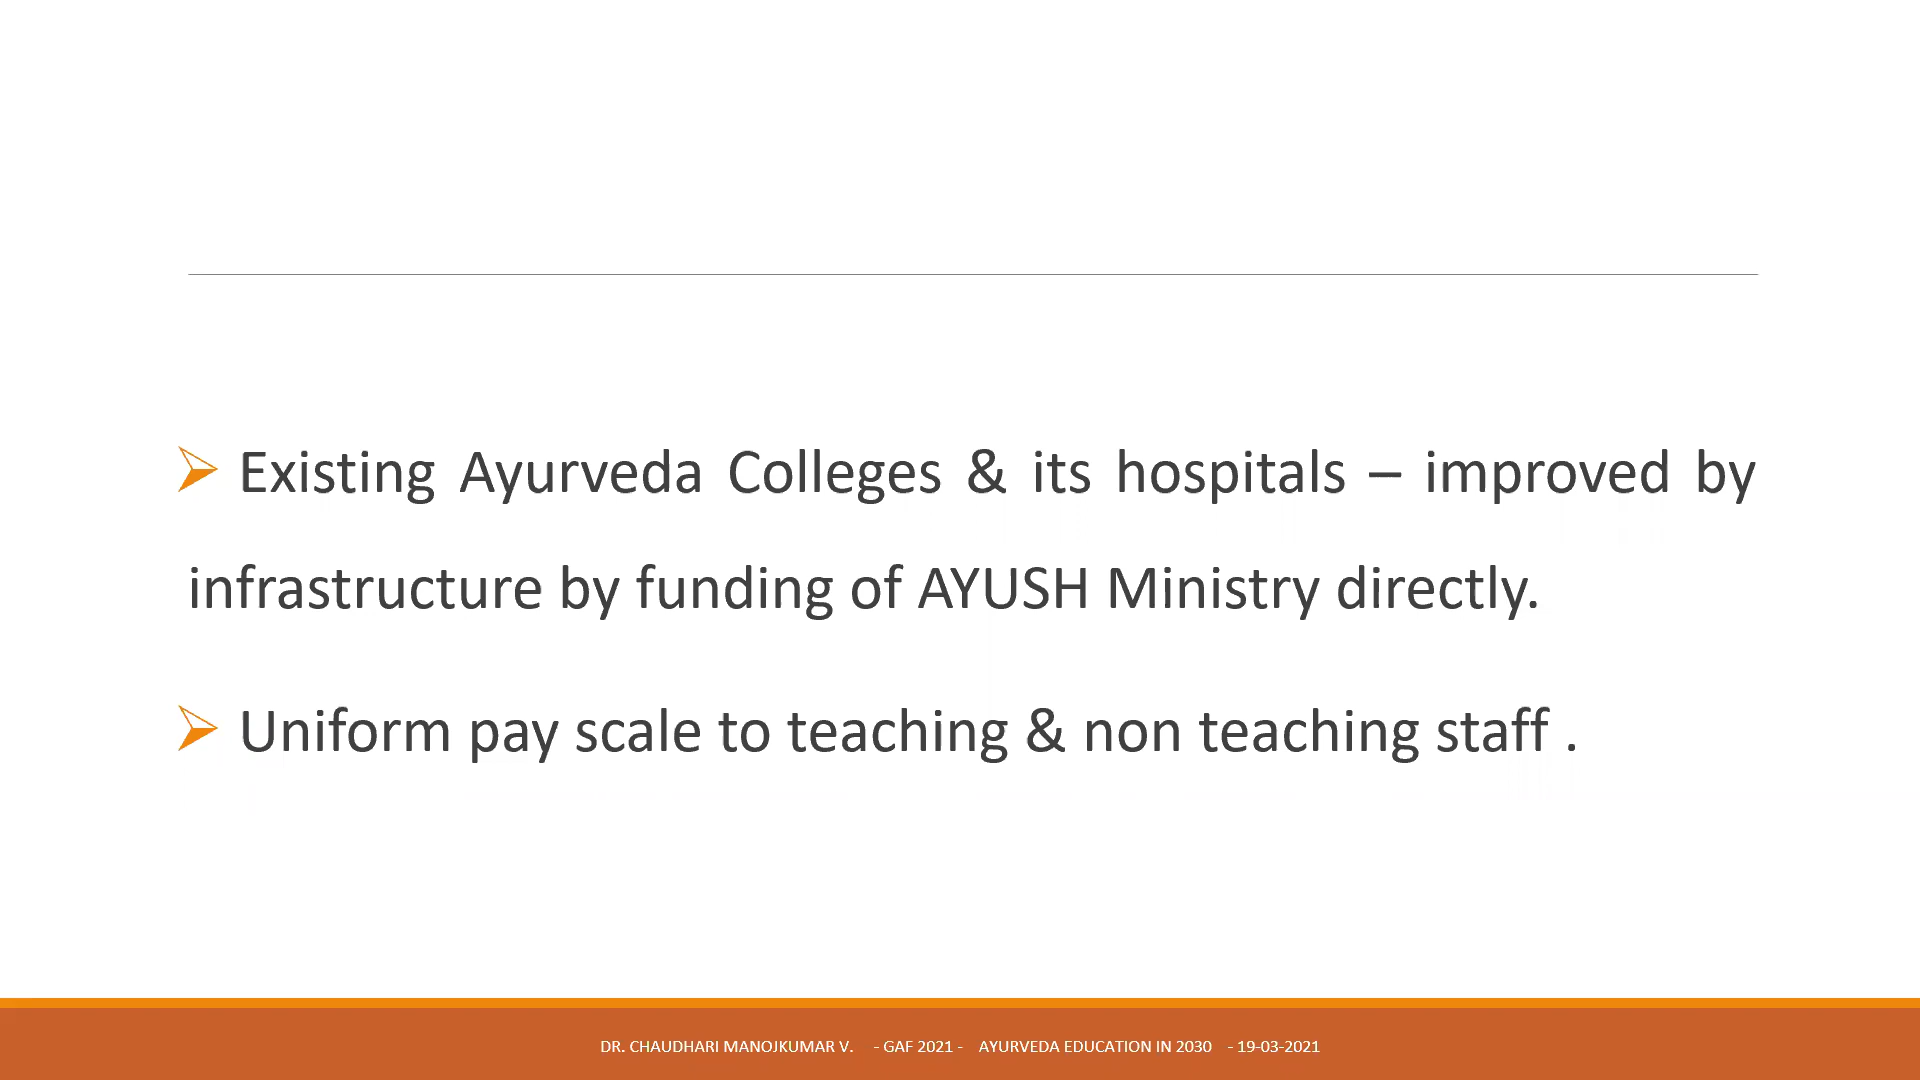 Existing Ayurveda Colleges & its hospitals – improved by
infrastructure by funding of AYUSH Ministry directly.
Uniform pay scale to teaching & non teaching staff .
DR. CHAUDHARI MANOJKUMAR V. - GAF 2021 - AYURVEDA EDUCATION IN 2030 - 19-03-2021